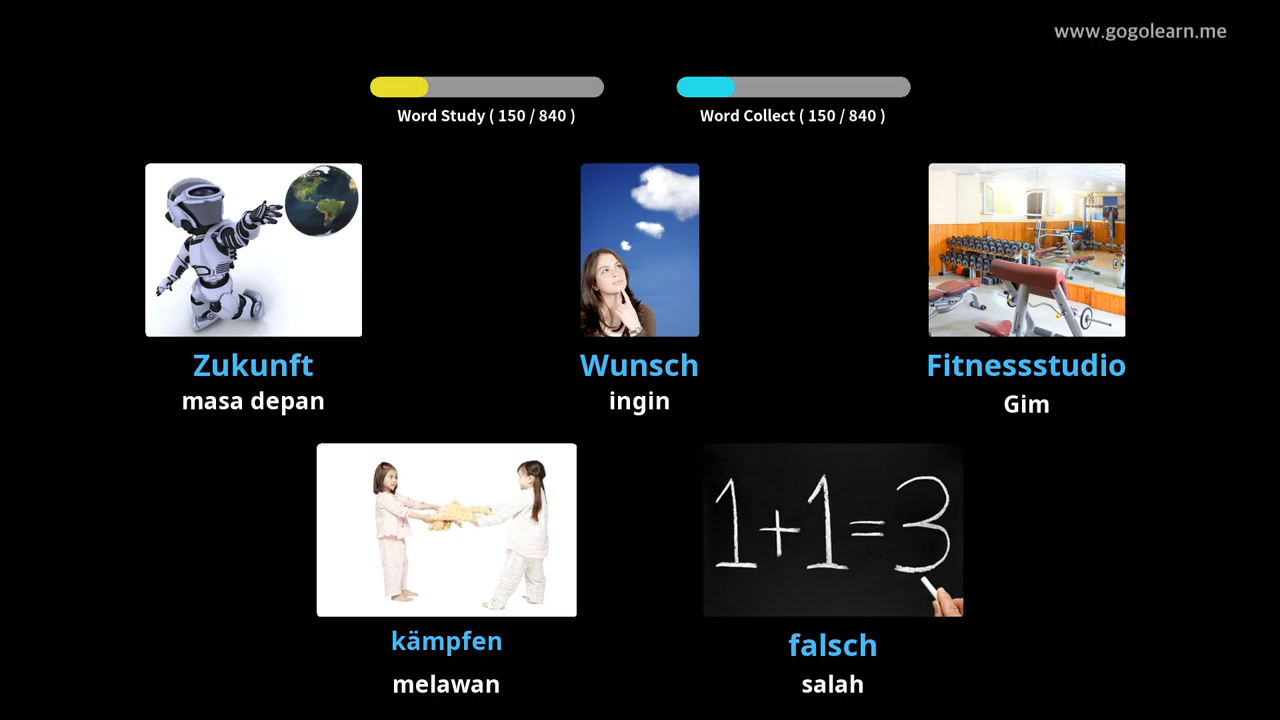 www.gogolearn.me
Word Study ( 150 / 840 )
Word Collect ( 150 / 840 )
Zukunft
masa depan
Wunsch
ingin
Fitnessstudio
Gim
kämpfen
melawan
1+1=3
falsch
salah